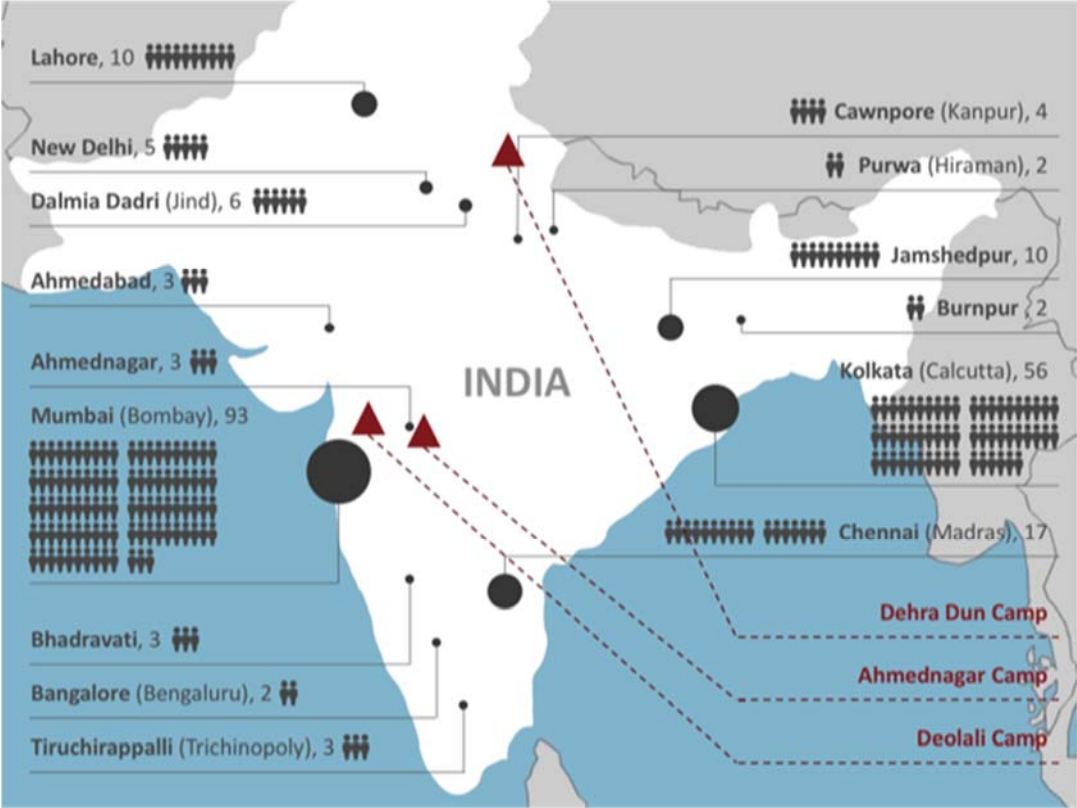 Lahore, 10
New Delhi, 5
Dalmia Dadri (Jind), 6
Ahmedabad, 3
Ahmednagar, 3
Mumbai (Bombay), 93
Bhadravati, 3
Bangalore (Bengaluru), 2
Tiruchirappalli (Trichinopoly), 3
INDIA
Cawnpore (Kanpur), 4
Purwa (Hiraman), 2
Jamshedpur, 10
Burnpur, 2
Kolkata (Calcutta), 56
Chennai (Madras), 17
Dehra Dun Camp
Ahmednagar Camp
Deolali Camp